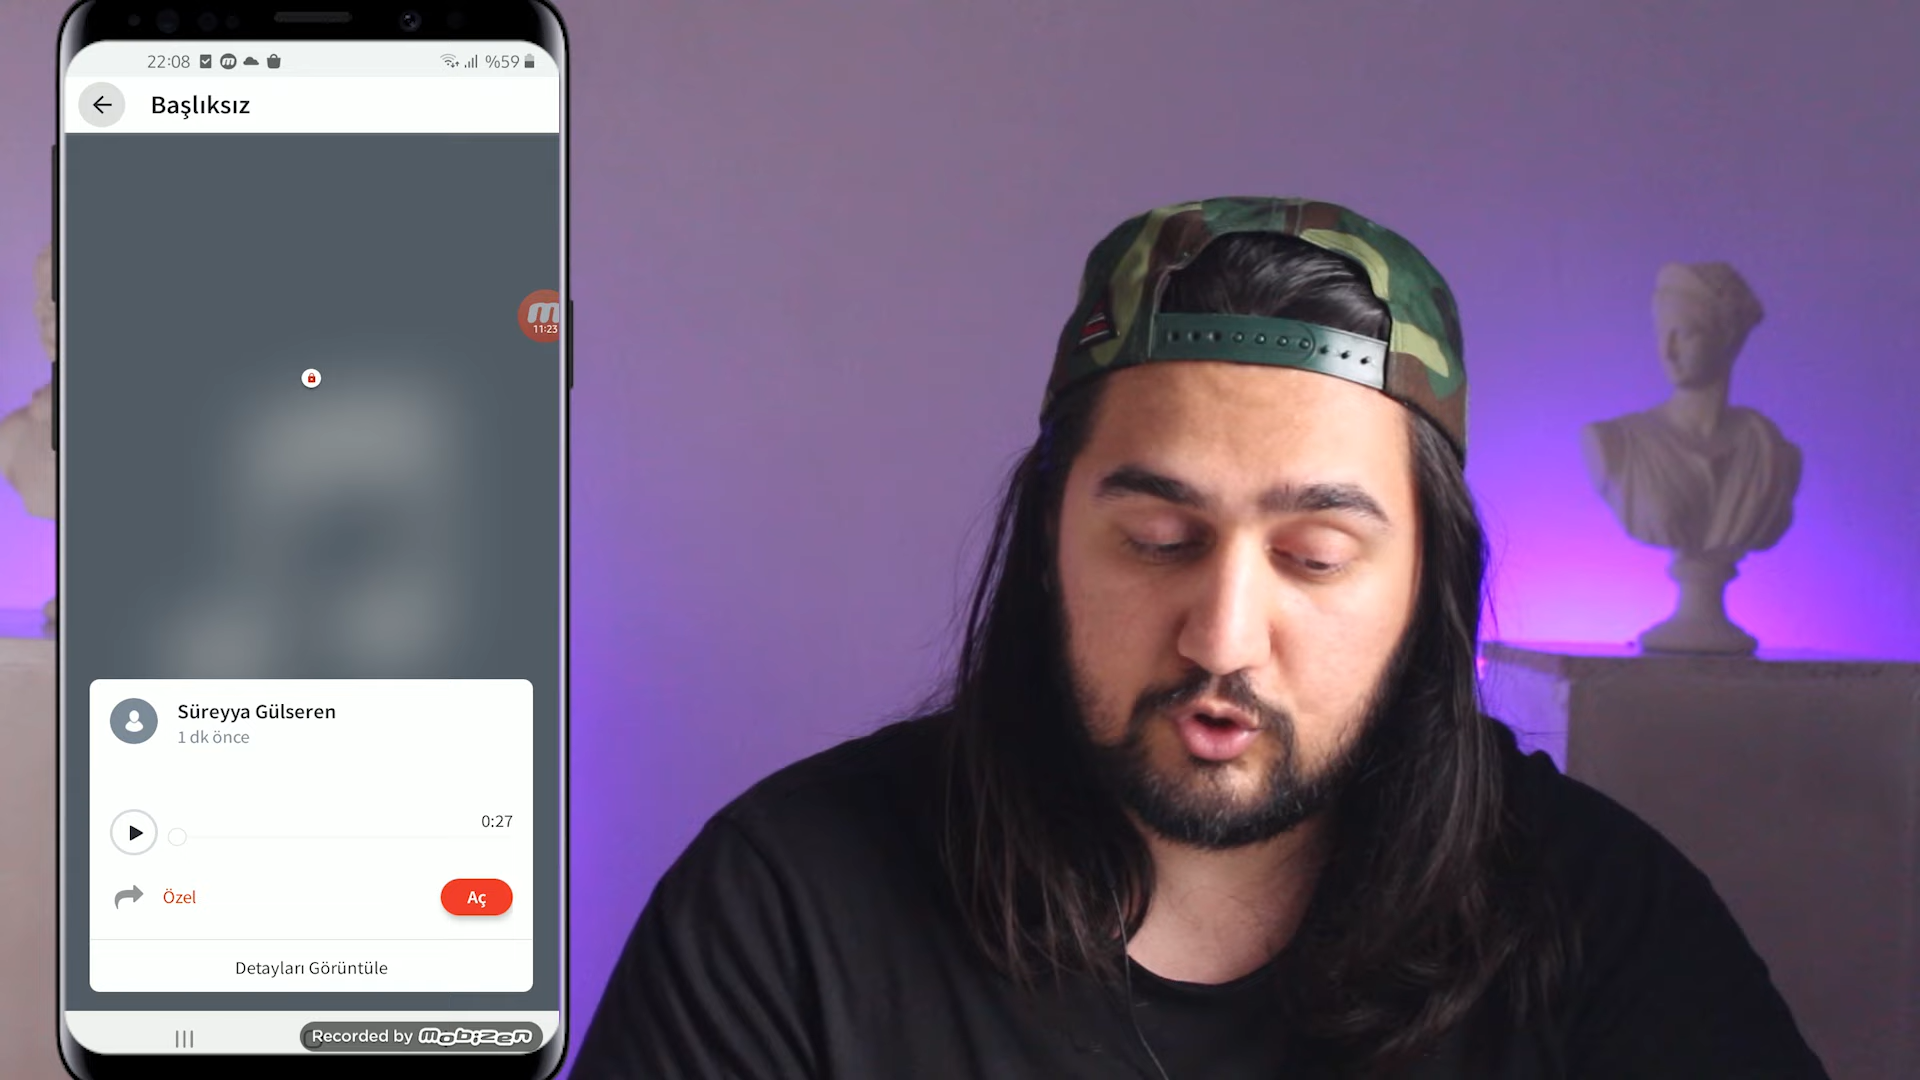 22:08
%59
Başlıksız
m
11:23
Süreyya Gülseren
1 dk önce
0:27
Özel
Aç
Detayları Görüntüle
Recorded by mobizen